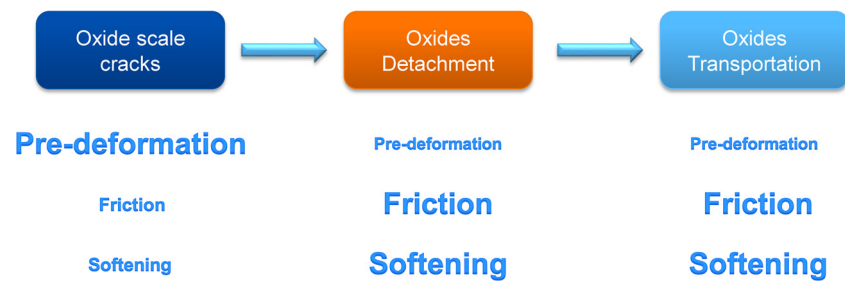 Oxide scale
cracks
Oxides
Detachment
Oxides
Transportation
Pre-deformation
Pre-deformation
Pre-deformation
Friction
Friction
Friction
Softening
Softening
Softening